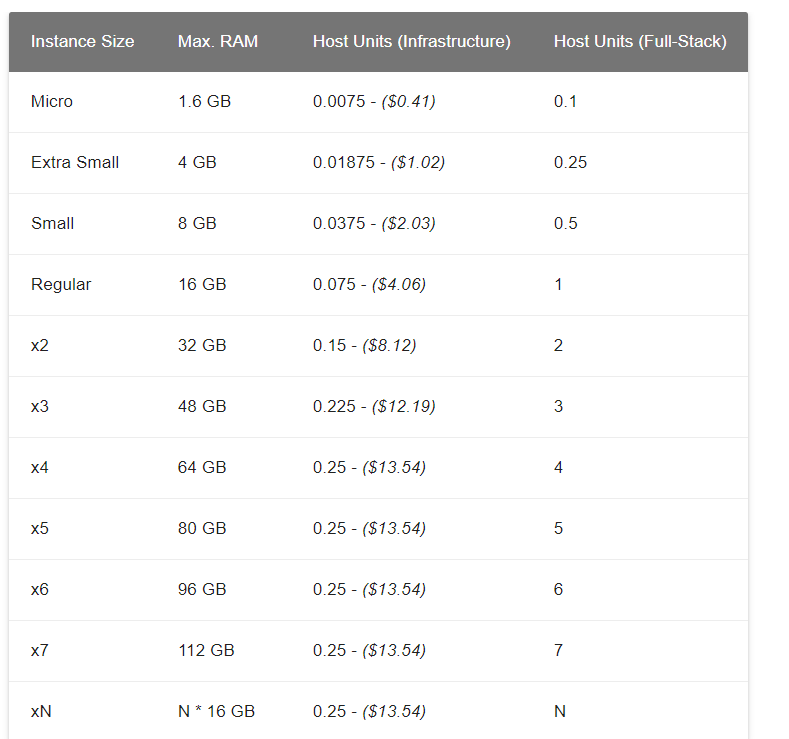 Instance Size Max. RAM Host Units (Infrastructure) Host Units (Full-Stack)
Micro 1.6 GB 0.0075 - ($0.41) 0.1
Extra Small 4 GB 0.01875 - ($1.02) 0.25
Small 8 GB 0.0375 - ($2.03) 0.5
Regular 16 GB 0.075 - ($4.06) 1
x2 32 GB 0.15 - ($8.12) 2
x3 48 GB 0.225 - ($12.19) 3
x4 64 GB 0.25 - ($13.54) 4
x5 80 GB 0.25 - ($13.54) 5
x6 96 GB 0.25 - ($13.54) 6
x7 112 GB 0.25 - ($13.54) 7
xN N * 16 GB 0.25 - ($13.54) N